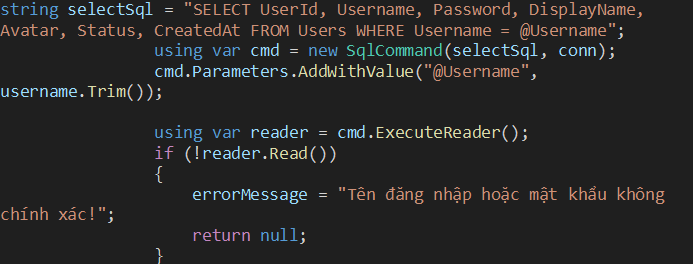 string selectSql = "SELECT UserId, Username, Password, DisplayName,
Avatar, Status, CreatedAt FROM Users WHERE Username = @Username";
using var cmd = new SqlCommand(selectSql, conn);
cmd.Parameters.AddWithValue("@Username",
username.Trim());
using var reader = cmd.ExecuteReader();
if (!reader.Read())
{
errorMessage = "Tên đăng nhập hoặc mật khẩu không
chính xác!";
return null;
}